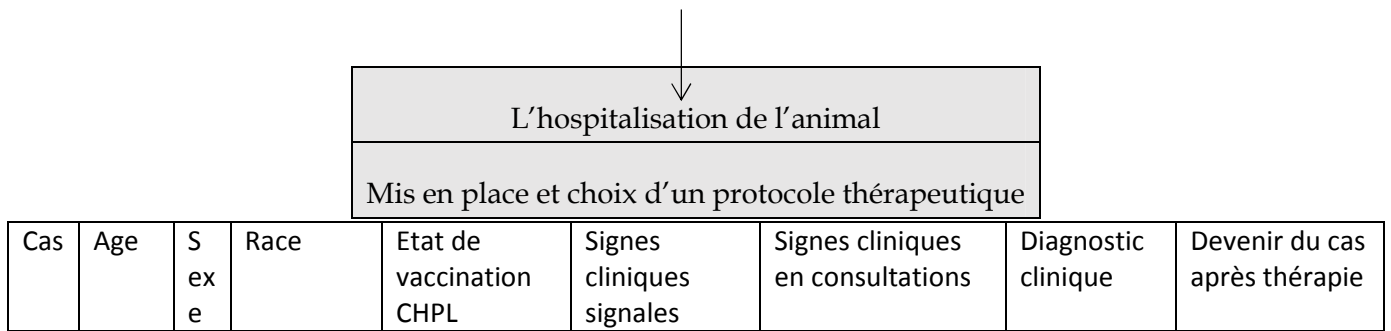 L’hospitalisation de l’animal
Mis en place et choix d’un protocole thérapeutique
Cas
Age
S
ex
e
Race
Etat de
vaccination
CHPL
Signes
cliniques
signales
Signes cliniques
en consultations
Diagnostic
clinique
Devenir du cas
après thérapie